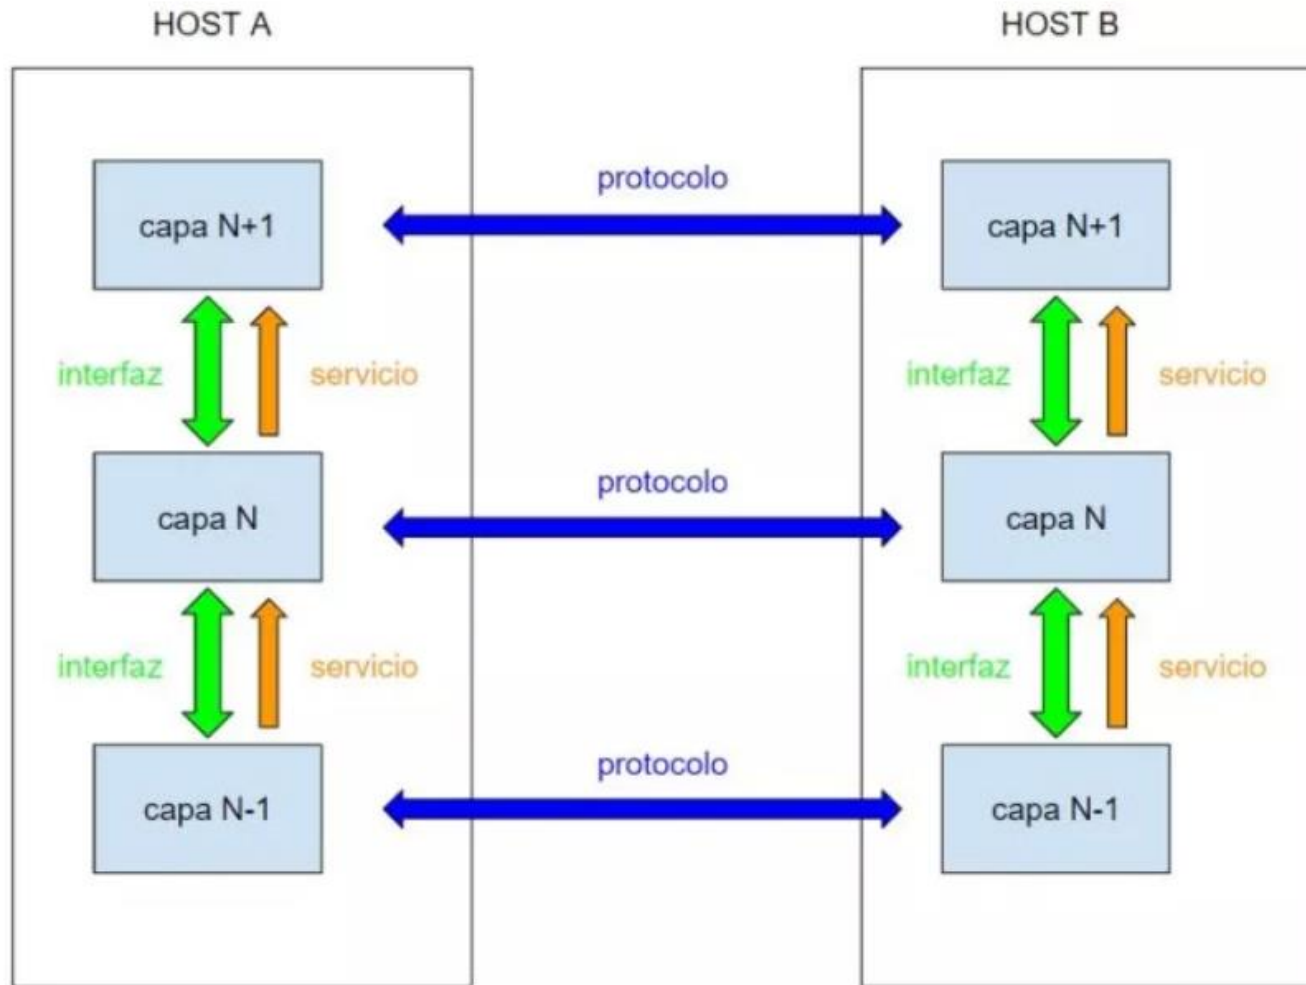 HOST A
HOST B
protocolo
capa N+1
capa N+1
interfaz
servicio
interfaz
servicio
protocolo
capa N
capa N
interfaz
servicio
interfaz
servicio
protocolo
capa N-1
capa N-1